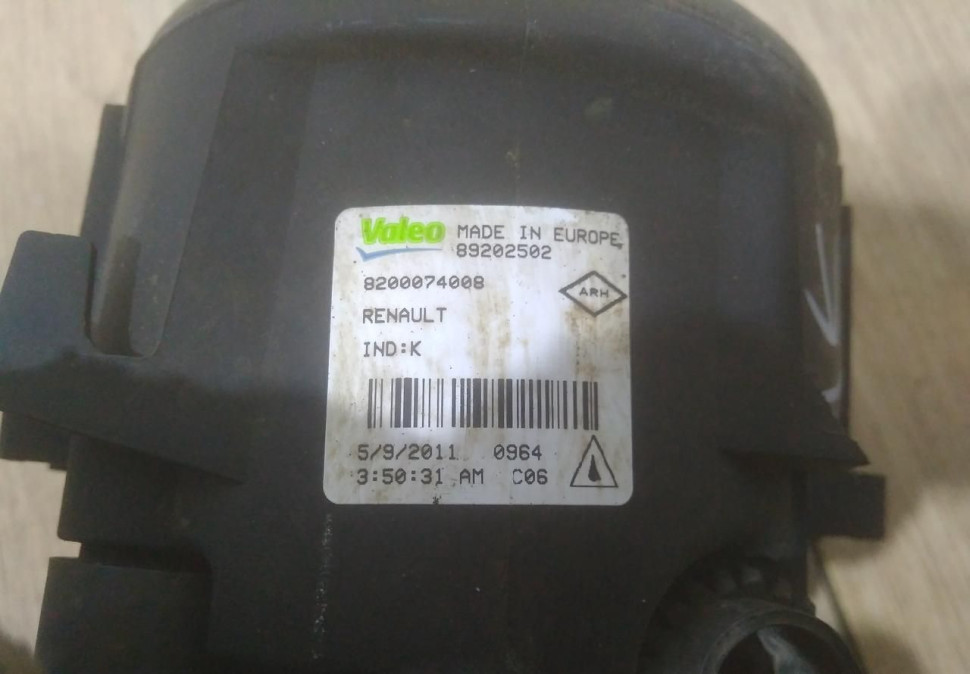 Valeo MADE IN EUROPE
89202502
8200074008
ARH
RENAULT
IND:K
5/9/2011 0964
3:50:31 AM C06